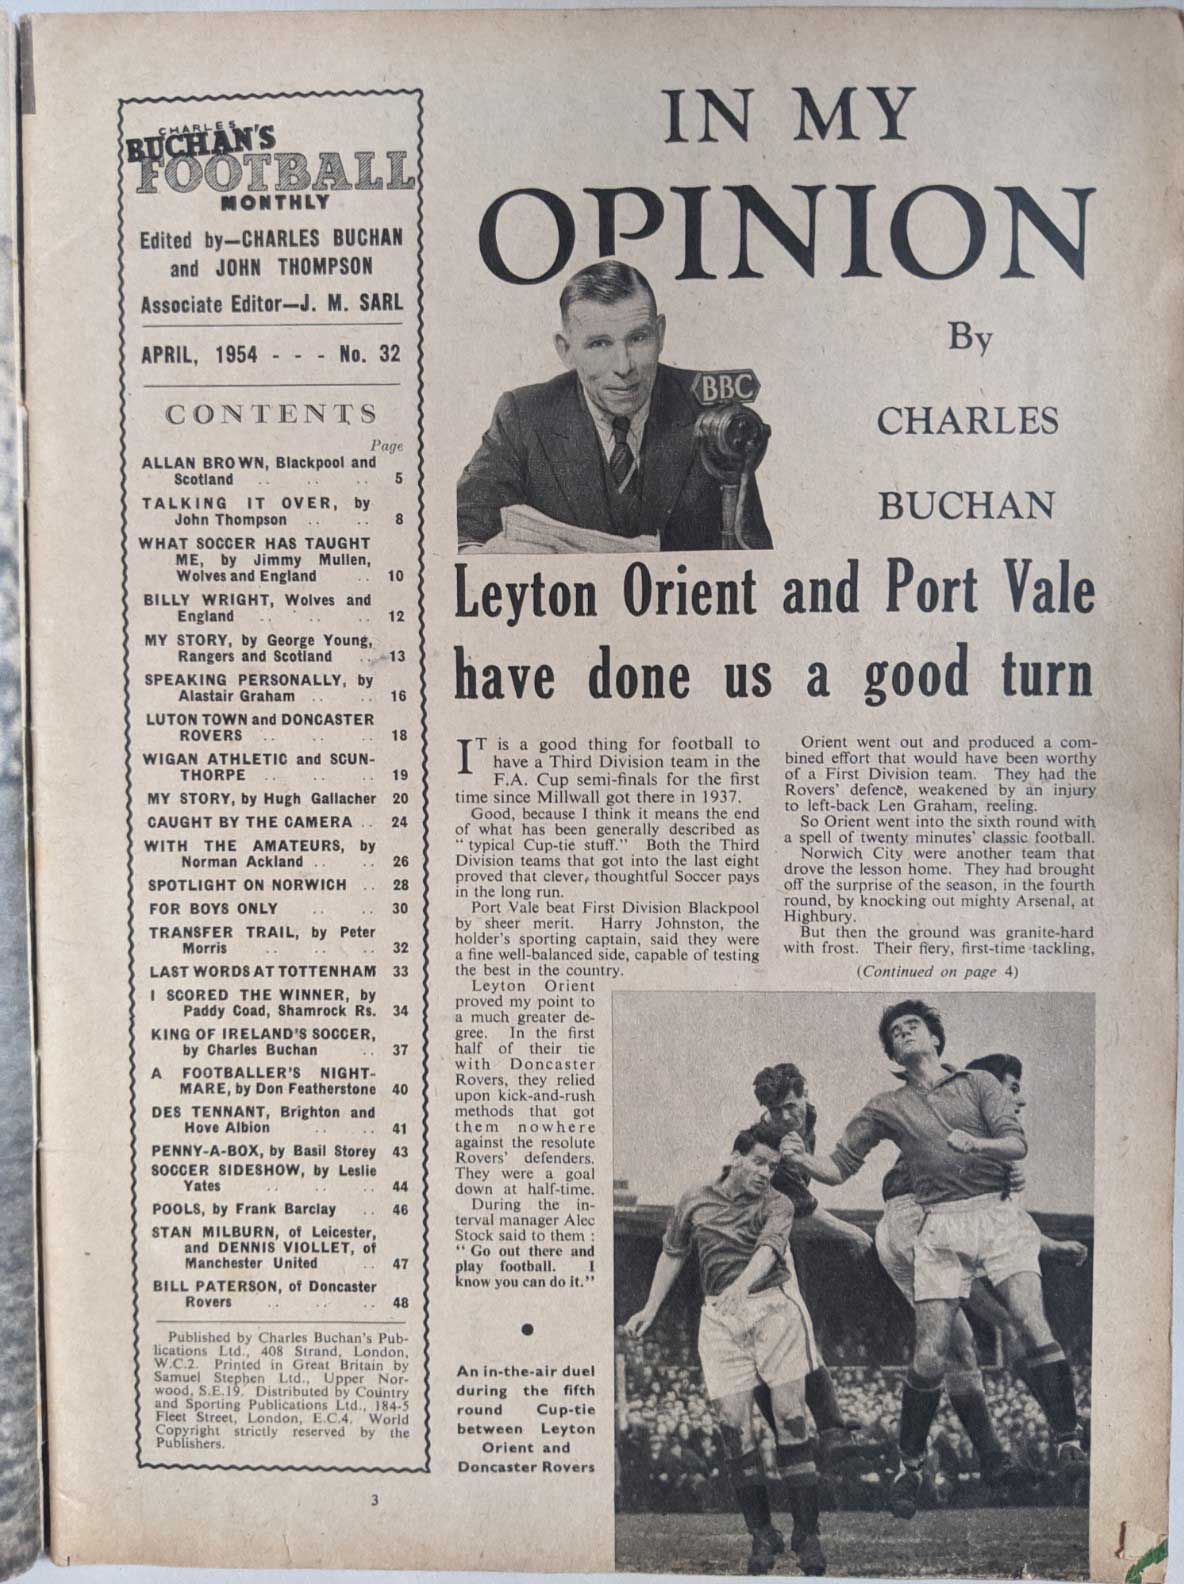 CHARLES
BUCHAN'S
FOOTBALL
MONTHLY
Edited by—CHARLES BUCHAN
and JOHN THOMPSON
Associate Editor—J. M. SARL
APRIL, 1954 - - - No. 32
CONTENTS
Page
ALLAN BROWN, Blackpool and
Scotland .. .. .. 5
TALKING IT OVER, by
John Thompson .. .. 8
WHAT SOCCER HAS TAUGHT
ME, by Jimmy Mullen,
Wolves and England .. 10
BILLY WRIGHT, Wolves and
England .. .. .. 12
MY STORY, by George Young,
Rangers and Scotland .. 13
SPEAKING PERSONALLY, by
Alastair Graham .. .. 16
LUTON TOWN and DONCASTER
ROVERS .. .. .. 18
WIGAN ATHLETIC and SCUN-
THORPE .. .. .. 19
MY STORY, by Hugh Gallacher 20
CAUGHT BY THE CAMERA .. 24
WITH THE AMATEURS, by
Norman Ackland .. .. 26
SPOTLIGHT ON NORWICH .. 28
FOR BOYS ONLY .. .. 30
TRANSFER TRAIL, by Peter
Morris .. .. .. 32
LAST WORDS AT TOTTENHAM 33
I SCORED THE WINNER, by
Paddy Coad, Shamrock Rs. 34
KING OF IRELAND'S SOCCER,
by Charles Buchan .. 37
A FOOTBALLER'S NIGHT-
MARE, by Don Featherstone 40
DES TENNANT, Brighton and
Hove Albion .. .. 41
PENNY-A-BOX, by Basil Storey 43
SOCCER SIDESHOW, by Leslie
Yates .. .. .. 44
POOLS, by Frank Barclay .. 46
STAN MILBURN, of Leicester,
and DENNIS VIOLLET, of
Manchester United .. 47
BILL PATERSON, of Doncaster
Rovers .. .. .. 48
Published by Charles Buchan's Pub-
lications Ltd., 408 Strand, London,
W.C.2. Printed in Great Britain by
Samuel Stephen Ltd., Upper Nor-
wood, S.E.19. Distributed by Country
and Sporting Publications Ltd., 184-5
Fleet Street, London, E.C.4. World
Copyright strictly reserved by the
Publishers.
IN MY
OPINION
BBC
By
CHARLES
BUCHAN
Leyton Orient and Port Vale
have done us a good turn
IT is a good thing for football to
have a Third Division team in the
F.A. Cup semi-finals for the first
time since Millwall got there in 1937.
Good, because I think it means the end
of what has been generally described as
" typical Cup-tie stuff." Both the Third
Division teams that got into the last eight
proved that clever, thoughtful Soccer pays
in the long run.
Port Vale beat First Division Blackpool
by sheer merit. Harry Johnston, the
holder's sporting captain, said they were
a fine well-balanced side, capable of testing
the best in the country.
Leyton Orient
proved my point to
a much greater de-
gree. In the first
half of their tie
with Doncaster
Rovers, they relied
upon kick-and-rush
methods that got
them nowhere
against the resolute
Rovers' defenders.
They were a goal
down at half-time.
During the in-
terval manager Alec
Stock said to them :
" Go out there and
play football. I
know you can do it."
Orient went out and produced a com-
bined effort that would have been worthy
of a First Division team. They had the
Rovers' defence, weakened by an injury
to left-back Len Graham, reeling.
So Orient went into the sixth round with
a spell of twenty minutes' classic football.
Norwich City were another team that
drove the lesson home. They had brought
off the surprise of the season, in the fourth
round, by knocking out mighty Arsenal, at
Highbury.
But then the ground was granite-hard
with frost. Their fiery, first-time tackling,
(Continued on page 4)
An in-the-air duel
during the fifth
round Cup-tie
between Leyton
Orient and
Doncaster Rovers
3